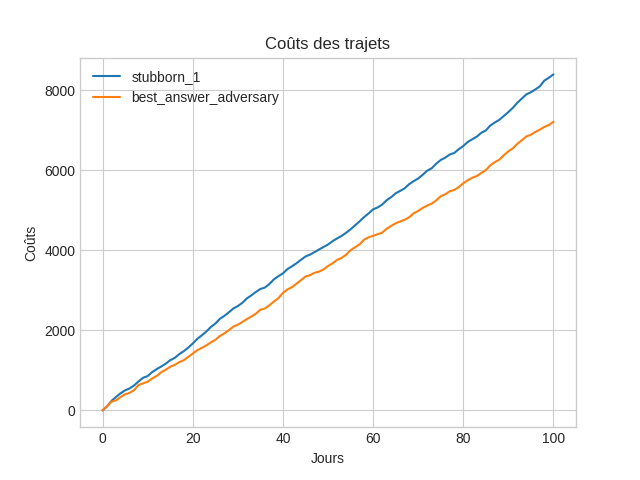 Coûts des trajets
stubborn_1
best_answer_adversary
Coûts
8000
6000
4000
2000
0
0 20 40 60 80 100
Jours